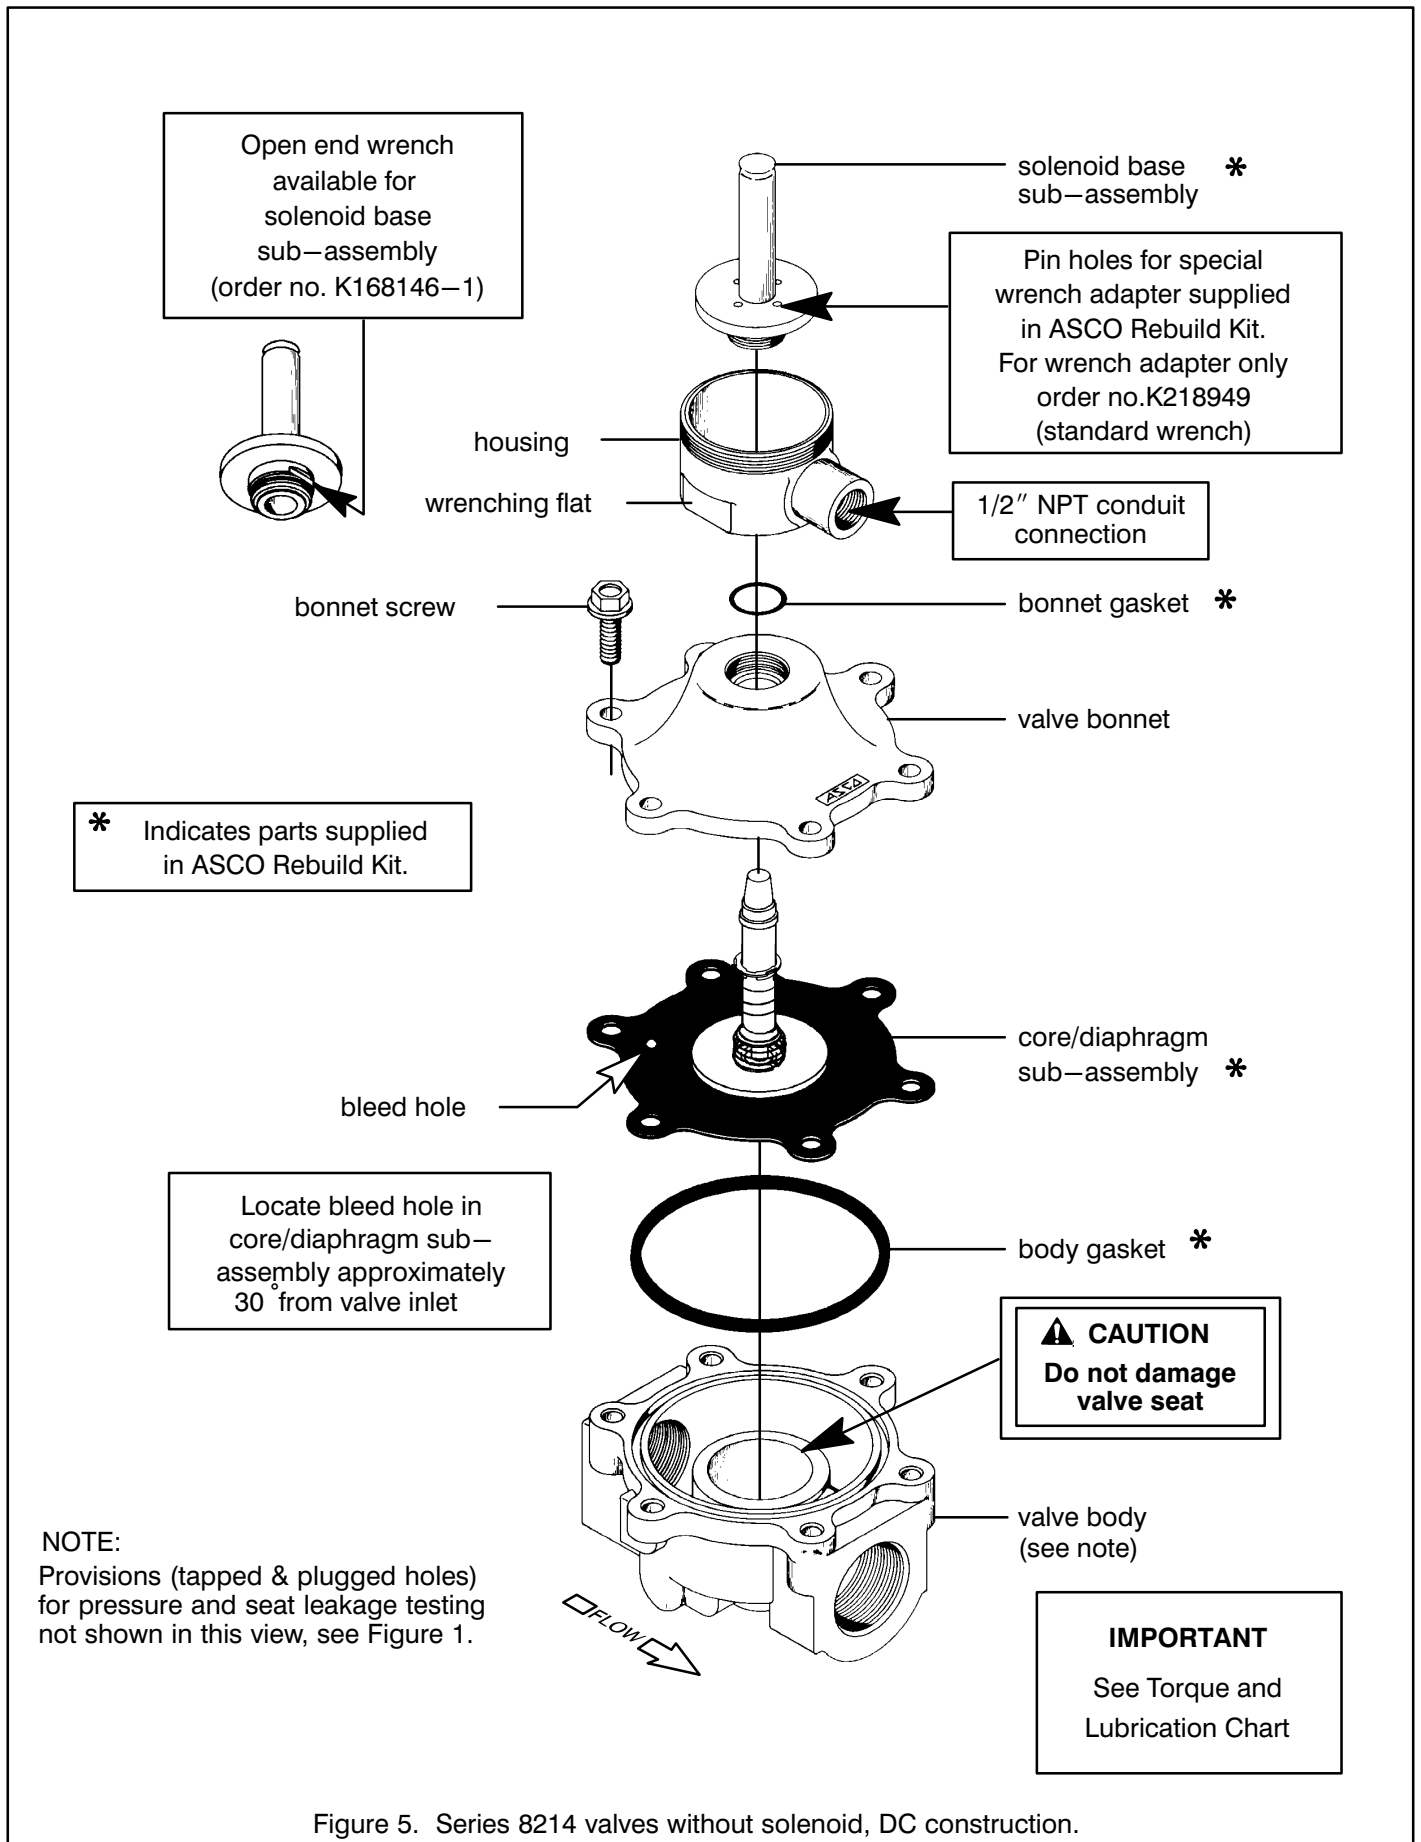 Open end wrench
available for
solenoid base
sub—assembly
(order no. K168146—1)
solenoid base *
sub—assembly
Pin holes for special
wrench adapter supplied
in ASCO Rebuild Kit.
For wrench adapter only
order no.K218949
(standard wrench)
housing
wrenching flat
1/2″ NPT conduit
connection
bonnet screw
bonnet gasket *
valve bonnet
ASCO
* Indicates parts supplied
in ASCO Rebuild Kit.
core/diaphragm
sub—assembly *
bleed hole
Locate bleed hole in
core/diaphragm sub—
assembly approximately
30° from valve inlet
body gasket *
CAUTION
Do not damage
valve seat
valve body
(see note)
NOTE:
Provisions (tapped & plugged holes)
for pressure and seat leakage testing
not shown in this view, see Figure 1.
FLOW
IMPORTANT
See Torque and
Lubrication Chart
Figure 5. Series 8214 valves without solenoid, DC construction.